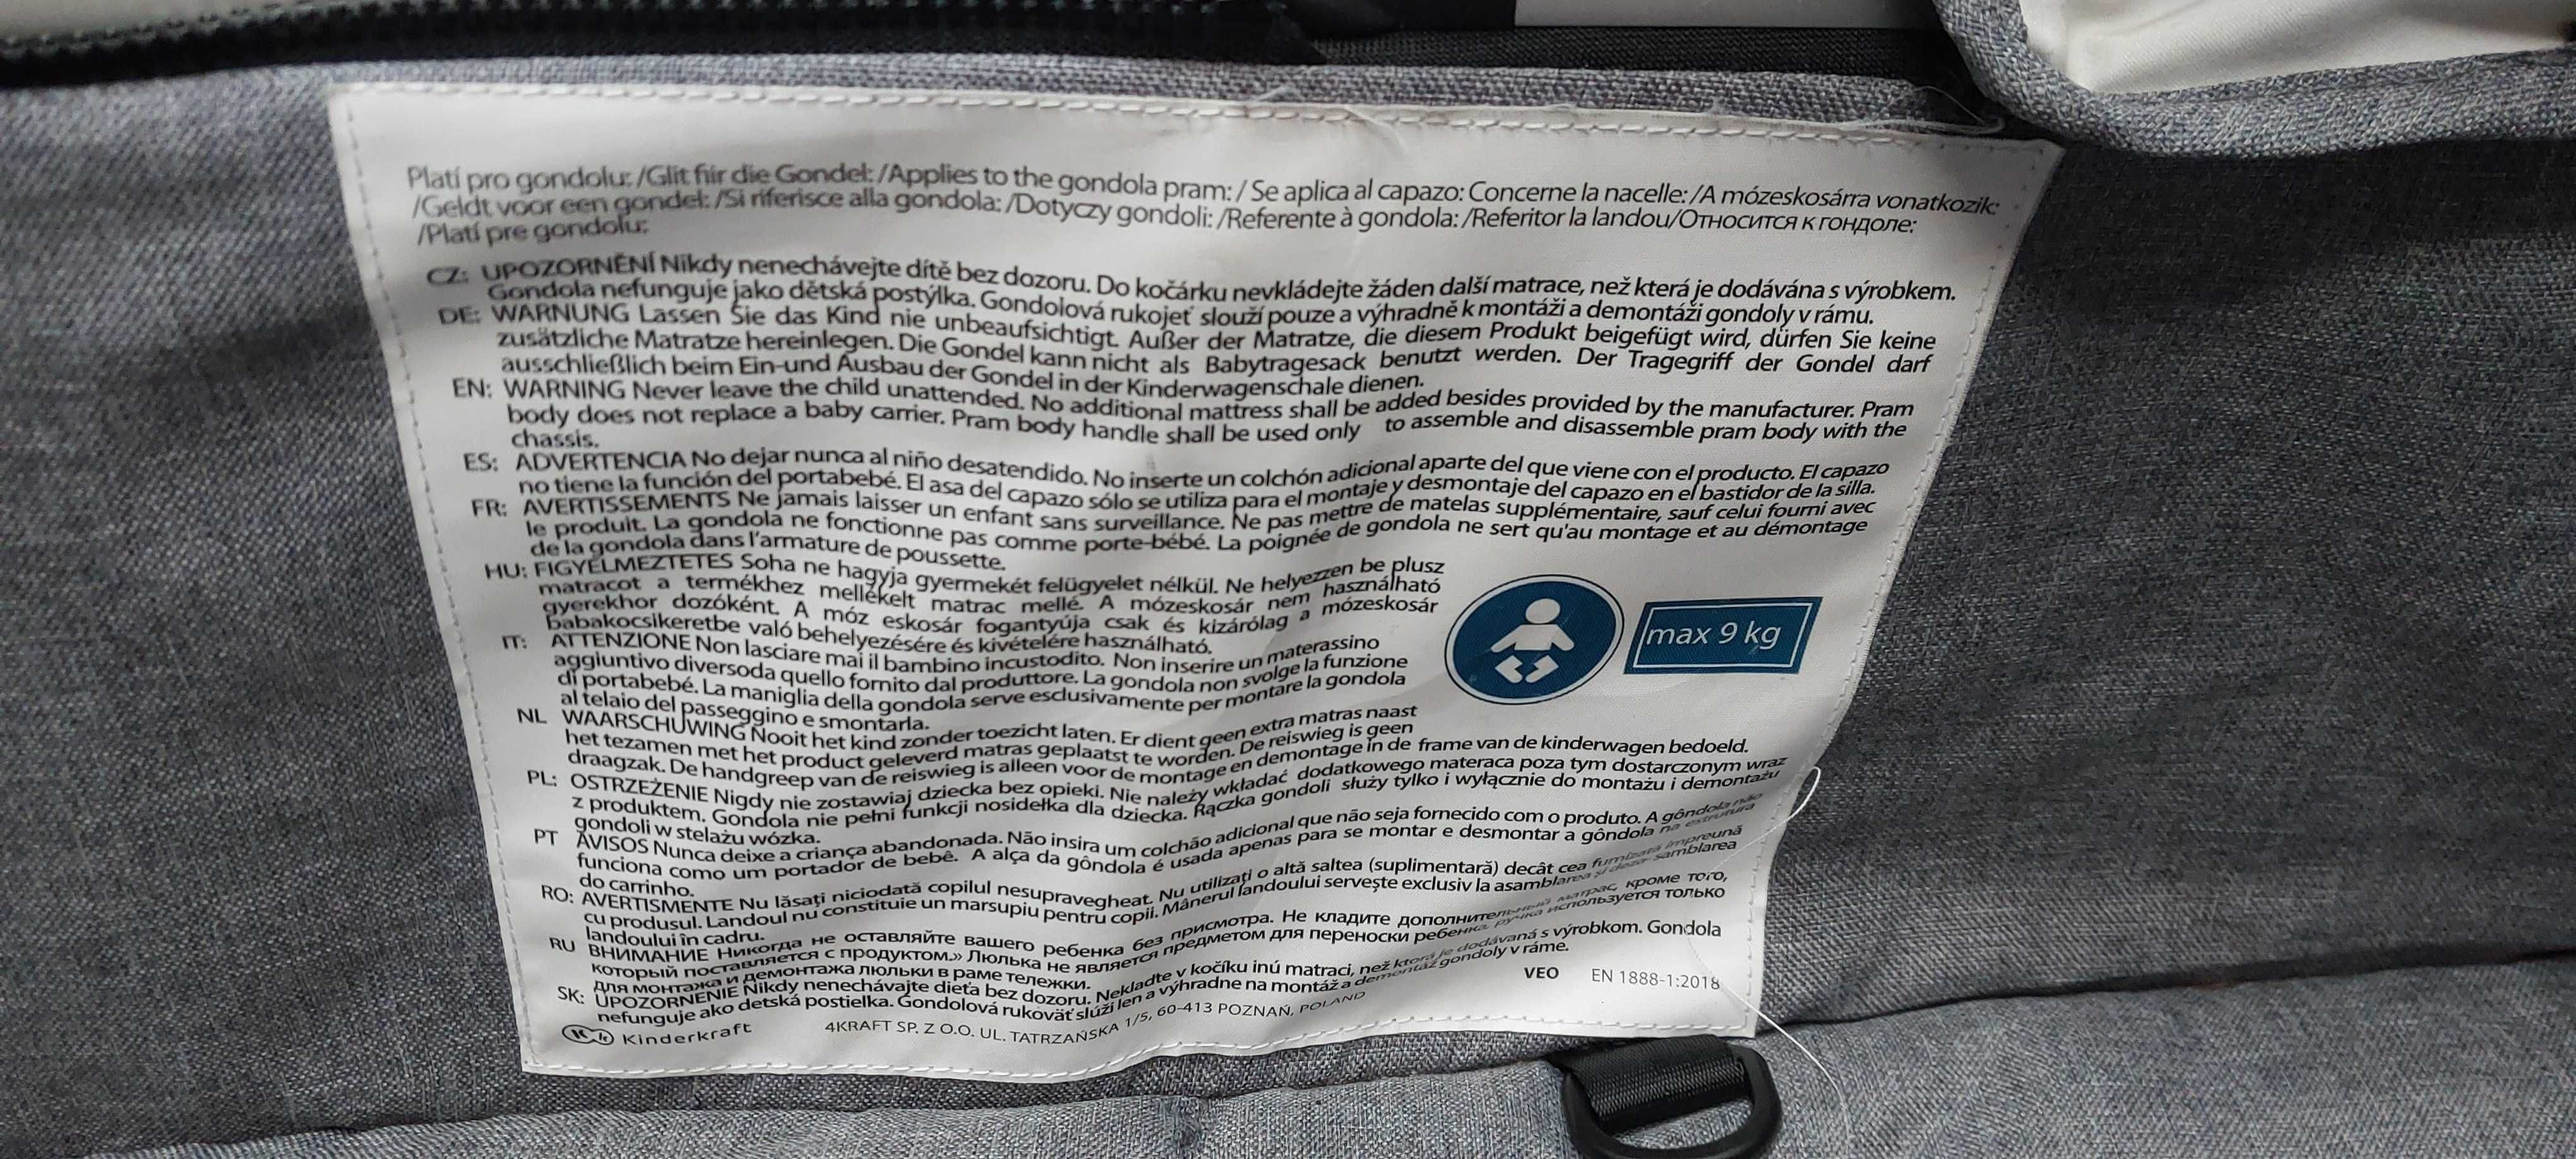 Platí pro gondolu: /Glit fiir die Gondel: /Applies to the gondola pram: / Se aplica al capazo: Concerne la nacelle: /A mózeskosárra vonatkozik:
/Geldt voor een gondel: /Si riferisce alla gondola: /Dotyczy gondoli: /Referente à gondola: /Referitor la landou/ОТНОСИТСЯ К ГОНДОЛЕ:
/Platí pre gondolu:
CZ: UPOZORNĚNÍ Nikdy nenechávejte dítě bez dozoru. Do kočárku nevkládejte žáden další matrace, než která je dodávána s výrobkem.
Gondola nefunguje jako dětská postýlka. Gondolová rukojeť slouží pouze a výhradně k montáži a demontáži gondoly v rámu.
DE: WARNUNG Lassen Sie das Kind nie unbeaufsichtigt. Außer der Matratze, die diesem Produkt beigefügt wird, dürfen Sie keine
zusätzliche Matratze hereinlegen. Die Gondel kann nicht als Babytragesack benutzt werden. Der Tragegriff der Gondel darf
ausschließlich beim Ein-und Ausbau der Gondel in der Kinderwagenschale dienen.
EN: WARNING Never leave the child unattended. No additional mattress shall be added besides provided by the manufacturer. Pram
body does not replace a baby carrier. Pram body handle shall be used only to assemble and disassemble pram body with the
chassis.
ES: ADVERTENCIA No dejar nunca al niño desatendido. No inserte un colchón adicional aparte del que viene con el producto. El capazo
no tiene la función del portabebé. El asa del capazo sólo se utiliza para el montaje y desmontaje del capazo en el bastidor de la silla.
FR: AVERTISSEMENTS Ne jamais laisser un enfant sans surveillance. Ne pas mettre de matelas supplémentaire, sauf celui fourni avec
le produit. La gondola ne fonctionne pas comme porte-bébé. La poignée de gondola ne sert qu'au montage et au démontage
de la gondola dans l'armature de poussette.
HU: FIGYELMEZTETES Soha ne hagyja gyermekét felügyelet nélkül. Ne helyezzen be plusz
matracot a termékhez mellékelt matrac mellé. A mózeskosár nem használható
gyerekhor dozóként. A móz eskosár fogantyúja csak és kizárólag a mózeskosár
babakocsikeretbe való behelyezésére és kivételére használható.
IT: ATTENZIONE Non lasciare mai il bambino incustodito. Non inserire un materassino
aggiuntivo diversoda quello fornito dal produttore. La gondola non svolge la funzione
di portabebé. La maniglia della gondola serve esclusivamente per montare la gondola
al telaio del passeggino e smontarla.
max 9 kg
NL WAARSCHUWING Nooit het kind zonder toezicht laten. Er dient geen extra matras naast
het tezamen met het product geleverd matras geplaatst te worden. De reiswieg is geen
draagzak. De handgreep van de reiswieg is alleen voor de montage en demontage in de frame van de kinderwagen bedoeld.
PL: OSTRZEŻENIE Nigdy nie zostawiaj dziecka bez opieki. Nie należy wkładać dodatkowego materaca poza tym dostarczonym wraz
z produktem. Gondola nie pełni funkcji nosidełka dla dziecka. Rączka gondoli służy tylko i wyłącznie do montażu i demontażu
gondoli w stelażu wózka.
PT AVISOS Nunca deixe a criança abandonada. Não insira um colchão adicional que não seja fornecido com o produto. A gôndola não
funciona como um portador de bebê. A alça da gôndola é usada apenas para se montar e desmontar a gôndola na estrutura
do carrinho.
RO: AVERTISMENTE Nu lăsați niciodată copilul nesupravegheat. Nu utilizați o altă saltea (suplimentară) decât cea furnizată împreună
cu produsul. Landoul nu constituie un marsupiu pentru copii. Mânerul landoului servește exclusiv la asamblarea și samblarea
landoului în cadru.
RU ВНИМАНИЕ Никогда не оставляйте вашего ребенка без присмотра. Не кладите дополнительный матрас, кроме того,
который поставляется с продуктом.» Люлька не является предметом для переноски ребенка, ручка используется только
для монтажа и демонтажа люльки в раме тележки.
SK: UPOZORNENIE Nikdy nenechávajte dieťa bez dozoru. Nekladte v kočíku inú matraci, než ktorá je dodávaná s výrobkom. Gondola
nefunguje ako detská postielka. Gondolová rukoväť slúži len a výhradne na montáž a demontáž gondoly v ráme.
VEO EN 1888-1:2018
Kinderkraft 4KRAFT SP. Z O.O. UL. TATRZAŃSKA 1/5, 60-413 POZNAŃ, POLAND